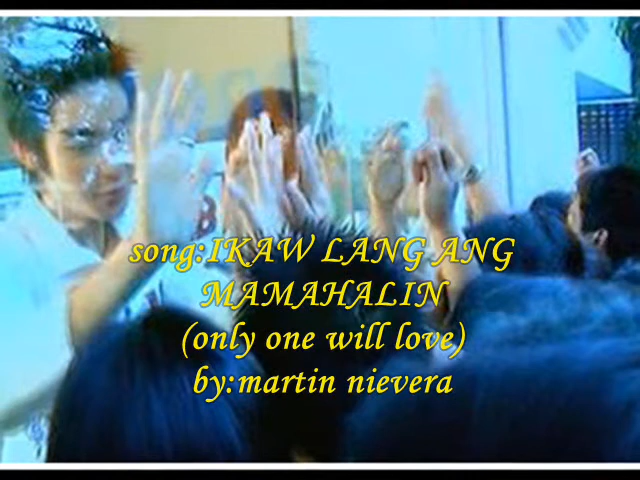 song:IKAW LANG ANG
MAMAHALIN
(only one will love)
by:martin nievera